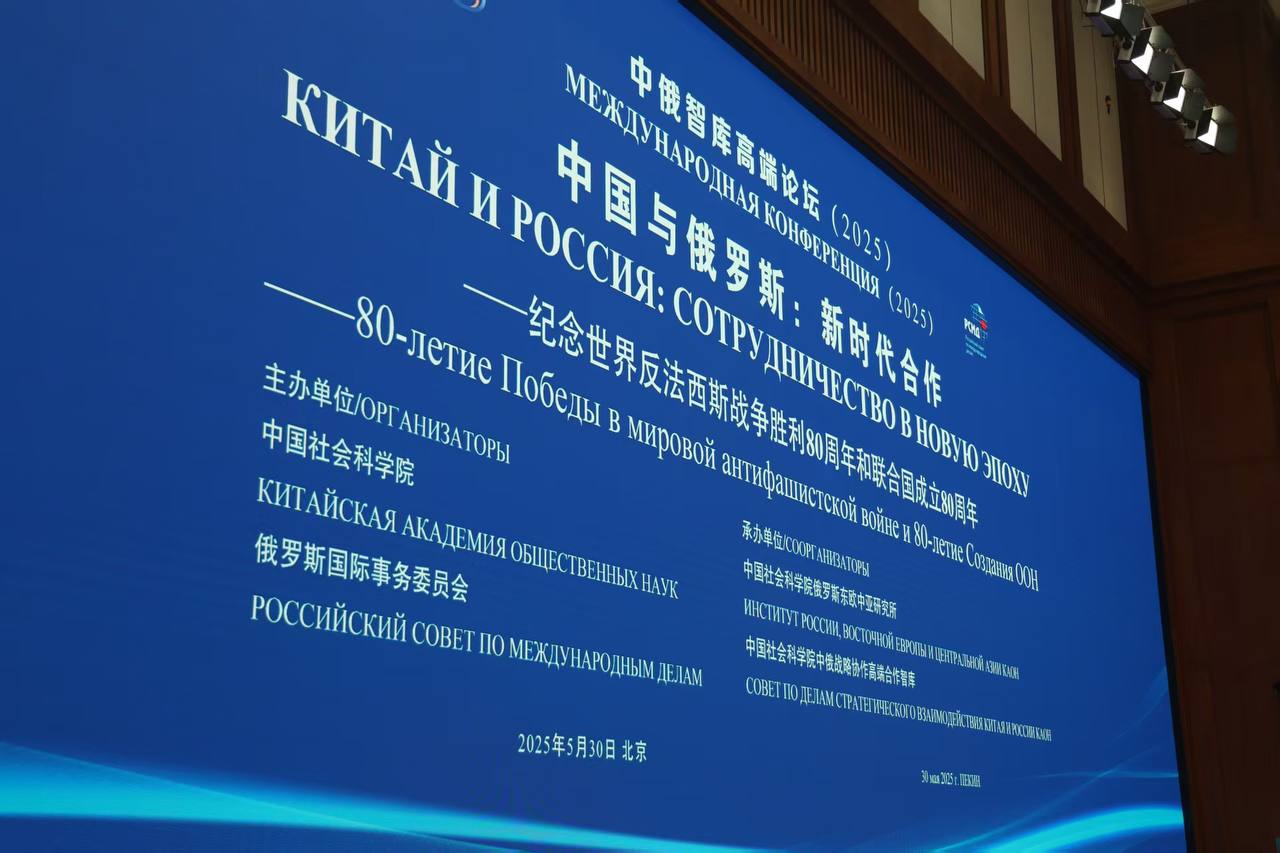 中俄智库高端论坛（2025）
МЕЖДУНАРОДНАЯ КОНФЕРЕНЦИЯ (2025)
中国与俄罗斯：新时代合作
КИТАЙ И РОССИЯ: СОТРУДНИЧЕСТВО В НОВУЮ ЭПОХУ
——纪念世界反法西斯战争胜利80周年和联合国成立80周年
——80-летие Победы в мировой антифашистской войне и 80-летие Создания ООН
РСМД
主办单位/ОРГАНИЗАТОРЫ
中国社会科学院
КИТАЙСКАЯ АКАДЕМИЯ ОБЩЕСТВЕННЫХ НАУК
俄罗斯国际事务委员会
РОССИЙСКИЙ СОВЕТ ПО МЕЖДУНАРОДНЫМ ДЕЛАМ
承办单位/СООРГАНИЗАТОРЫ
中国社会科学院俄罗斯东欧中亚研究所
ИНСТИТУТ РОССИИ, ВОСТОЧНОЙ ЕВРОПЫ И ЦЕНТРАЛЬНОЙ АЗИИ КАОН
中国社会科学院中俄战略协作高端合作智库
СОВЕТ ПО ДЕЛАМ СТРАТЕГИЧЕСКОГО ВЗАИМОДЕЙСТВИЯ КИТАЯ И РОССИИ КАОН
2025年5月30日 北京
30 мая 2025 г. ПЕКИН